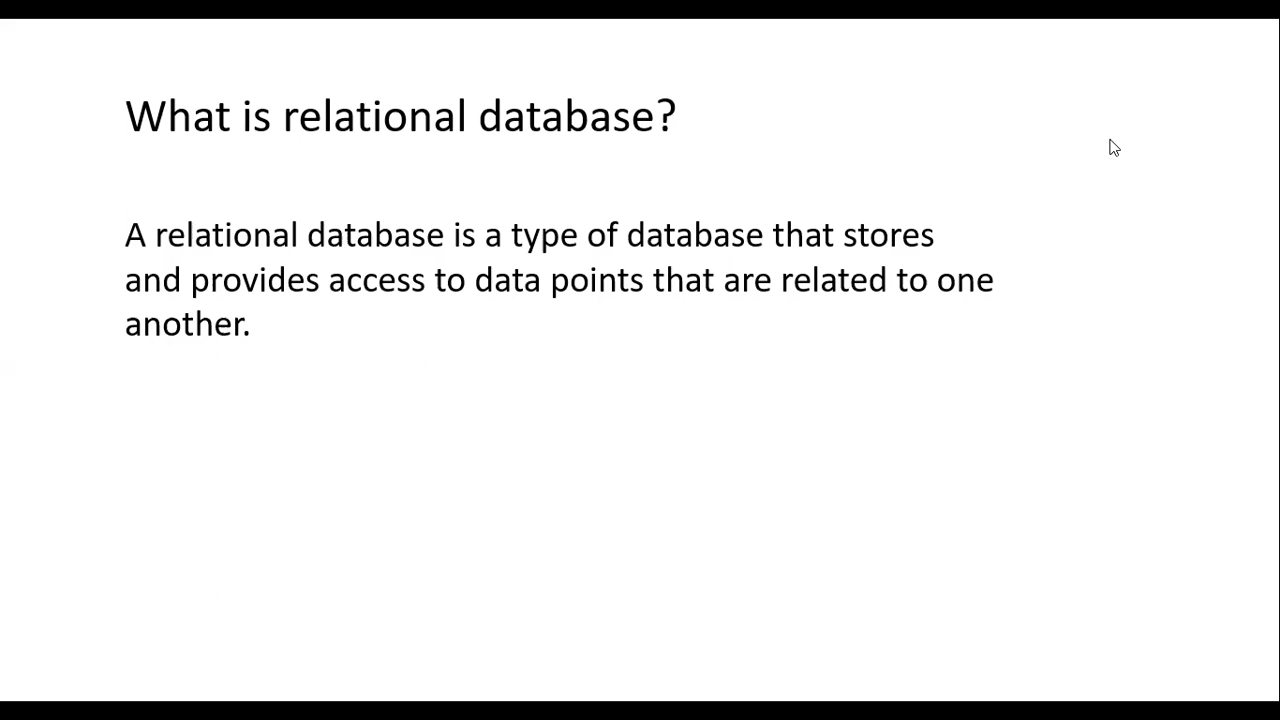 What is relational database?
A relational database is a type of database that stores
and provides access to data points that are related to one
another.